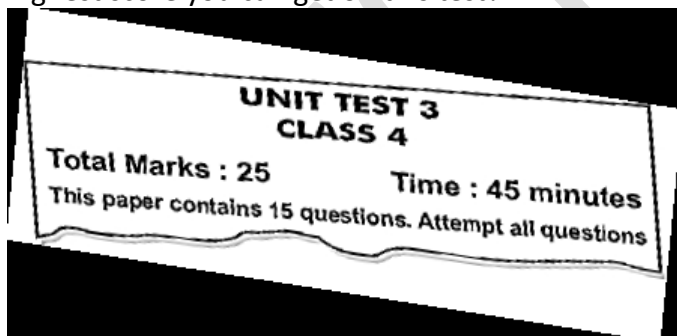 UNIT TEST 3
CLASS 4
Total Marks : 25 Time : 45 minutes
This paper contains 15 questions. Attempt all questions